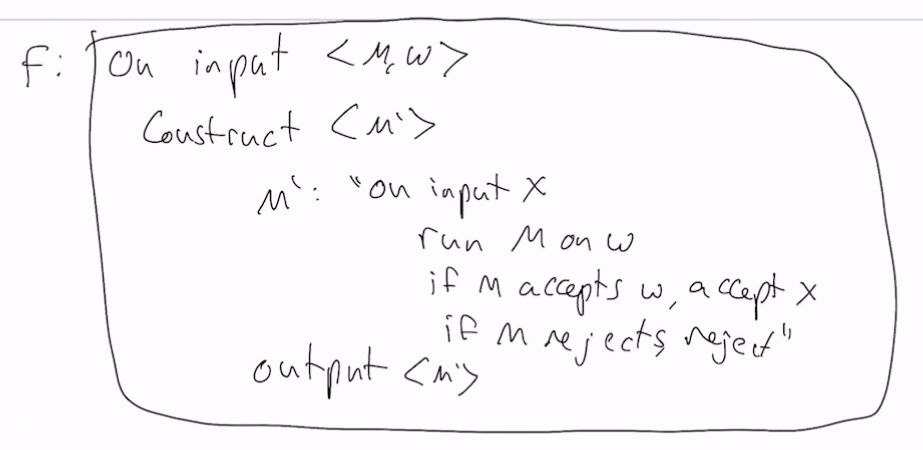 f: On input <M, w>
Construct <M'>
M': "on input x
run M on w
if M accepts w, accept x
if M rejects, reject"
output <M'>